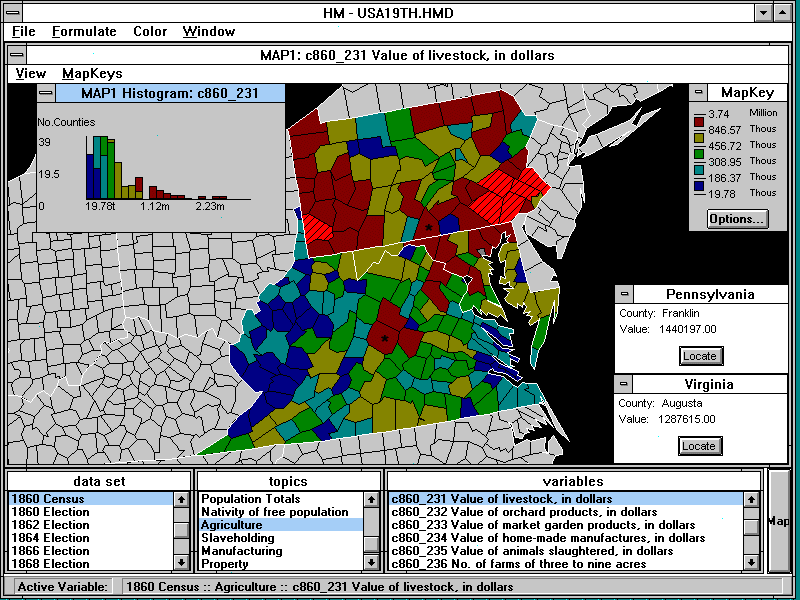 HM - USA19TH.HMD
File Formulate Color Window
MAP1: c860_231 Value of livestock, in dollars
View MapKeys
MAP1 Histogram: c860_231
No.Counties
39
19.5
0
19.78t 1.12m 2.23m
MapKey
3.74 Million
846.57 Thous
456.72 Thous
308.95 Thous
186.37 Thous
19.78 Thous
Options...
Pennsylvania
County: Franklin
Value: 1440197.00
Locate
Virginia
County: Augusta
Value: 1287615.00
Locate
data set
1860 Census
1860 Election
1862 Election
1864 Election
1866 Election
1868 Election
topics
Population Totals
Nativity of free population
Agriculture
Slaveholding
Manufacturing
Property
variables
c860_231 Value of livestock, in dollars
c860_232 Value of orchard products, in dollars
c860_233 Value of market garden products, in dollars
c860_234 Value of home-made manufactures, in dollars
c860_235 Value of animals slaughtered, in dollars
c860_236 No. of farms of three to nine acres
Map
Active Variable: 1860 Census :: Agriculture :: c860_231 Value of livestock, in dollars